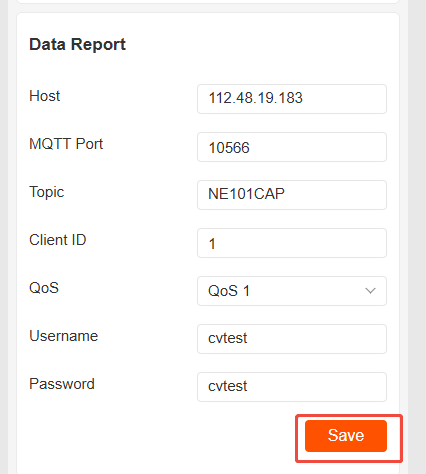 Data Report
Host 112.48.19.183
MQTT Port 10566
Topic NE101CAP
Client ID 1
QoS QoS 1
Username cvtest
Password cvtest
Save